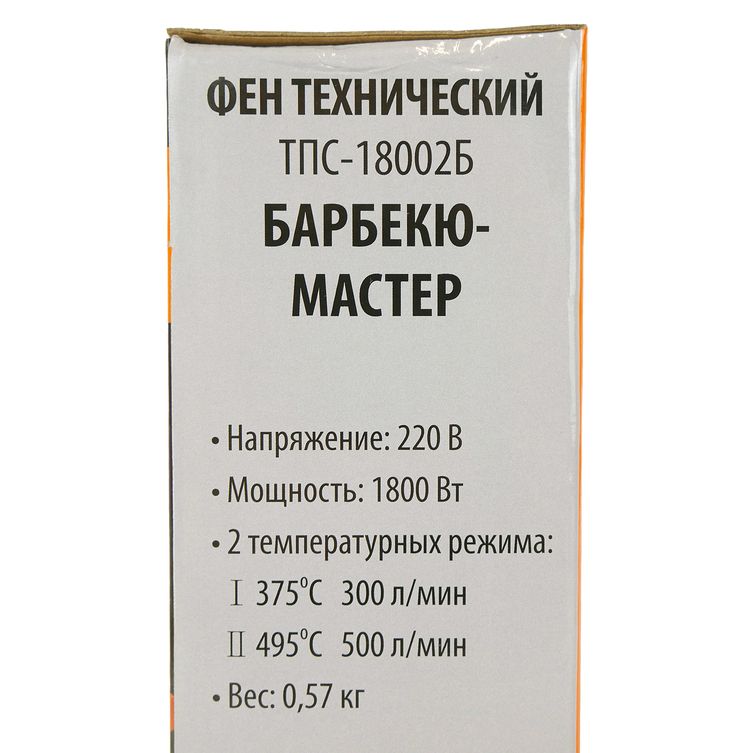 ФЕН ТЕХНИЧЕСКИЙ
ТПС-18002Б
БАРБЕКЮ-
МАСТЕР
• Напряжение: 220 В
• Мощность: 1800 Вт
• 2 температурных режима:
I 375°C 300 л/мин
II 495°C 500 л/мин
• Вес: 0,57 кг